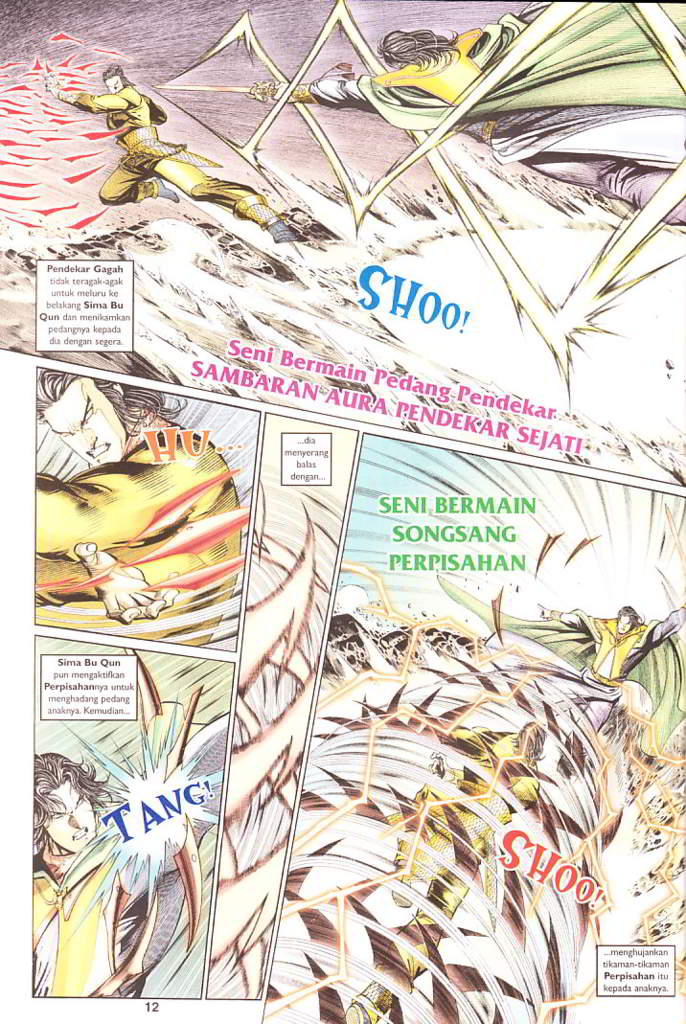 Pendekar Gagah
tidak teragak-agak
untuk meluru ke
belakang Sima Bu
Qun dan menikamkan
pedangnya kepada
dia dengan segera.
SHOO!
Seni Bermain Pedang Pendekar
SAMBARAN AURA PENDEKAR SEJATI
HU...
Sima Bu Qun
pun mengaktifkan
Perpisahannya untuk
menghadang pedang
anaknya. Kemudian...
TANG!
...dia
menyerang
balas
dengan...
SENI BERMAIN
SONGSANG
PERPISAHAN
SHOO!
...menghujankan
tikaman-tikaman
Perpisahan itu
kepada anaknya.
12